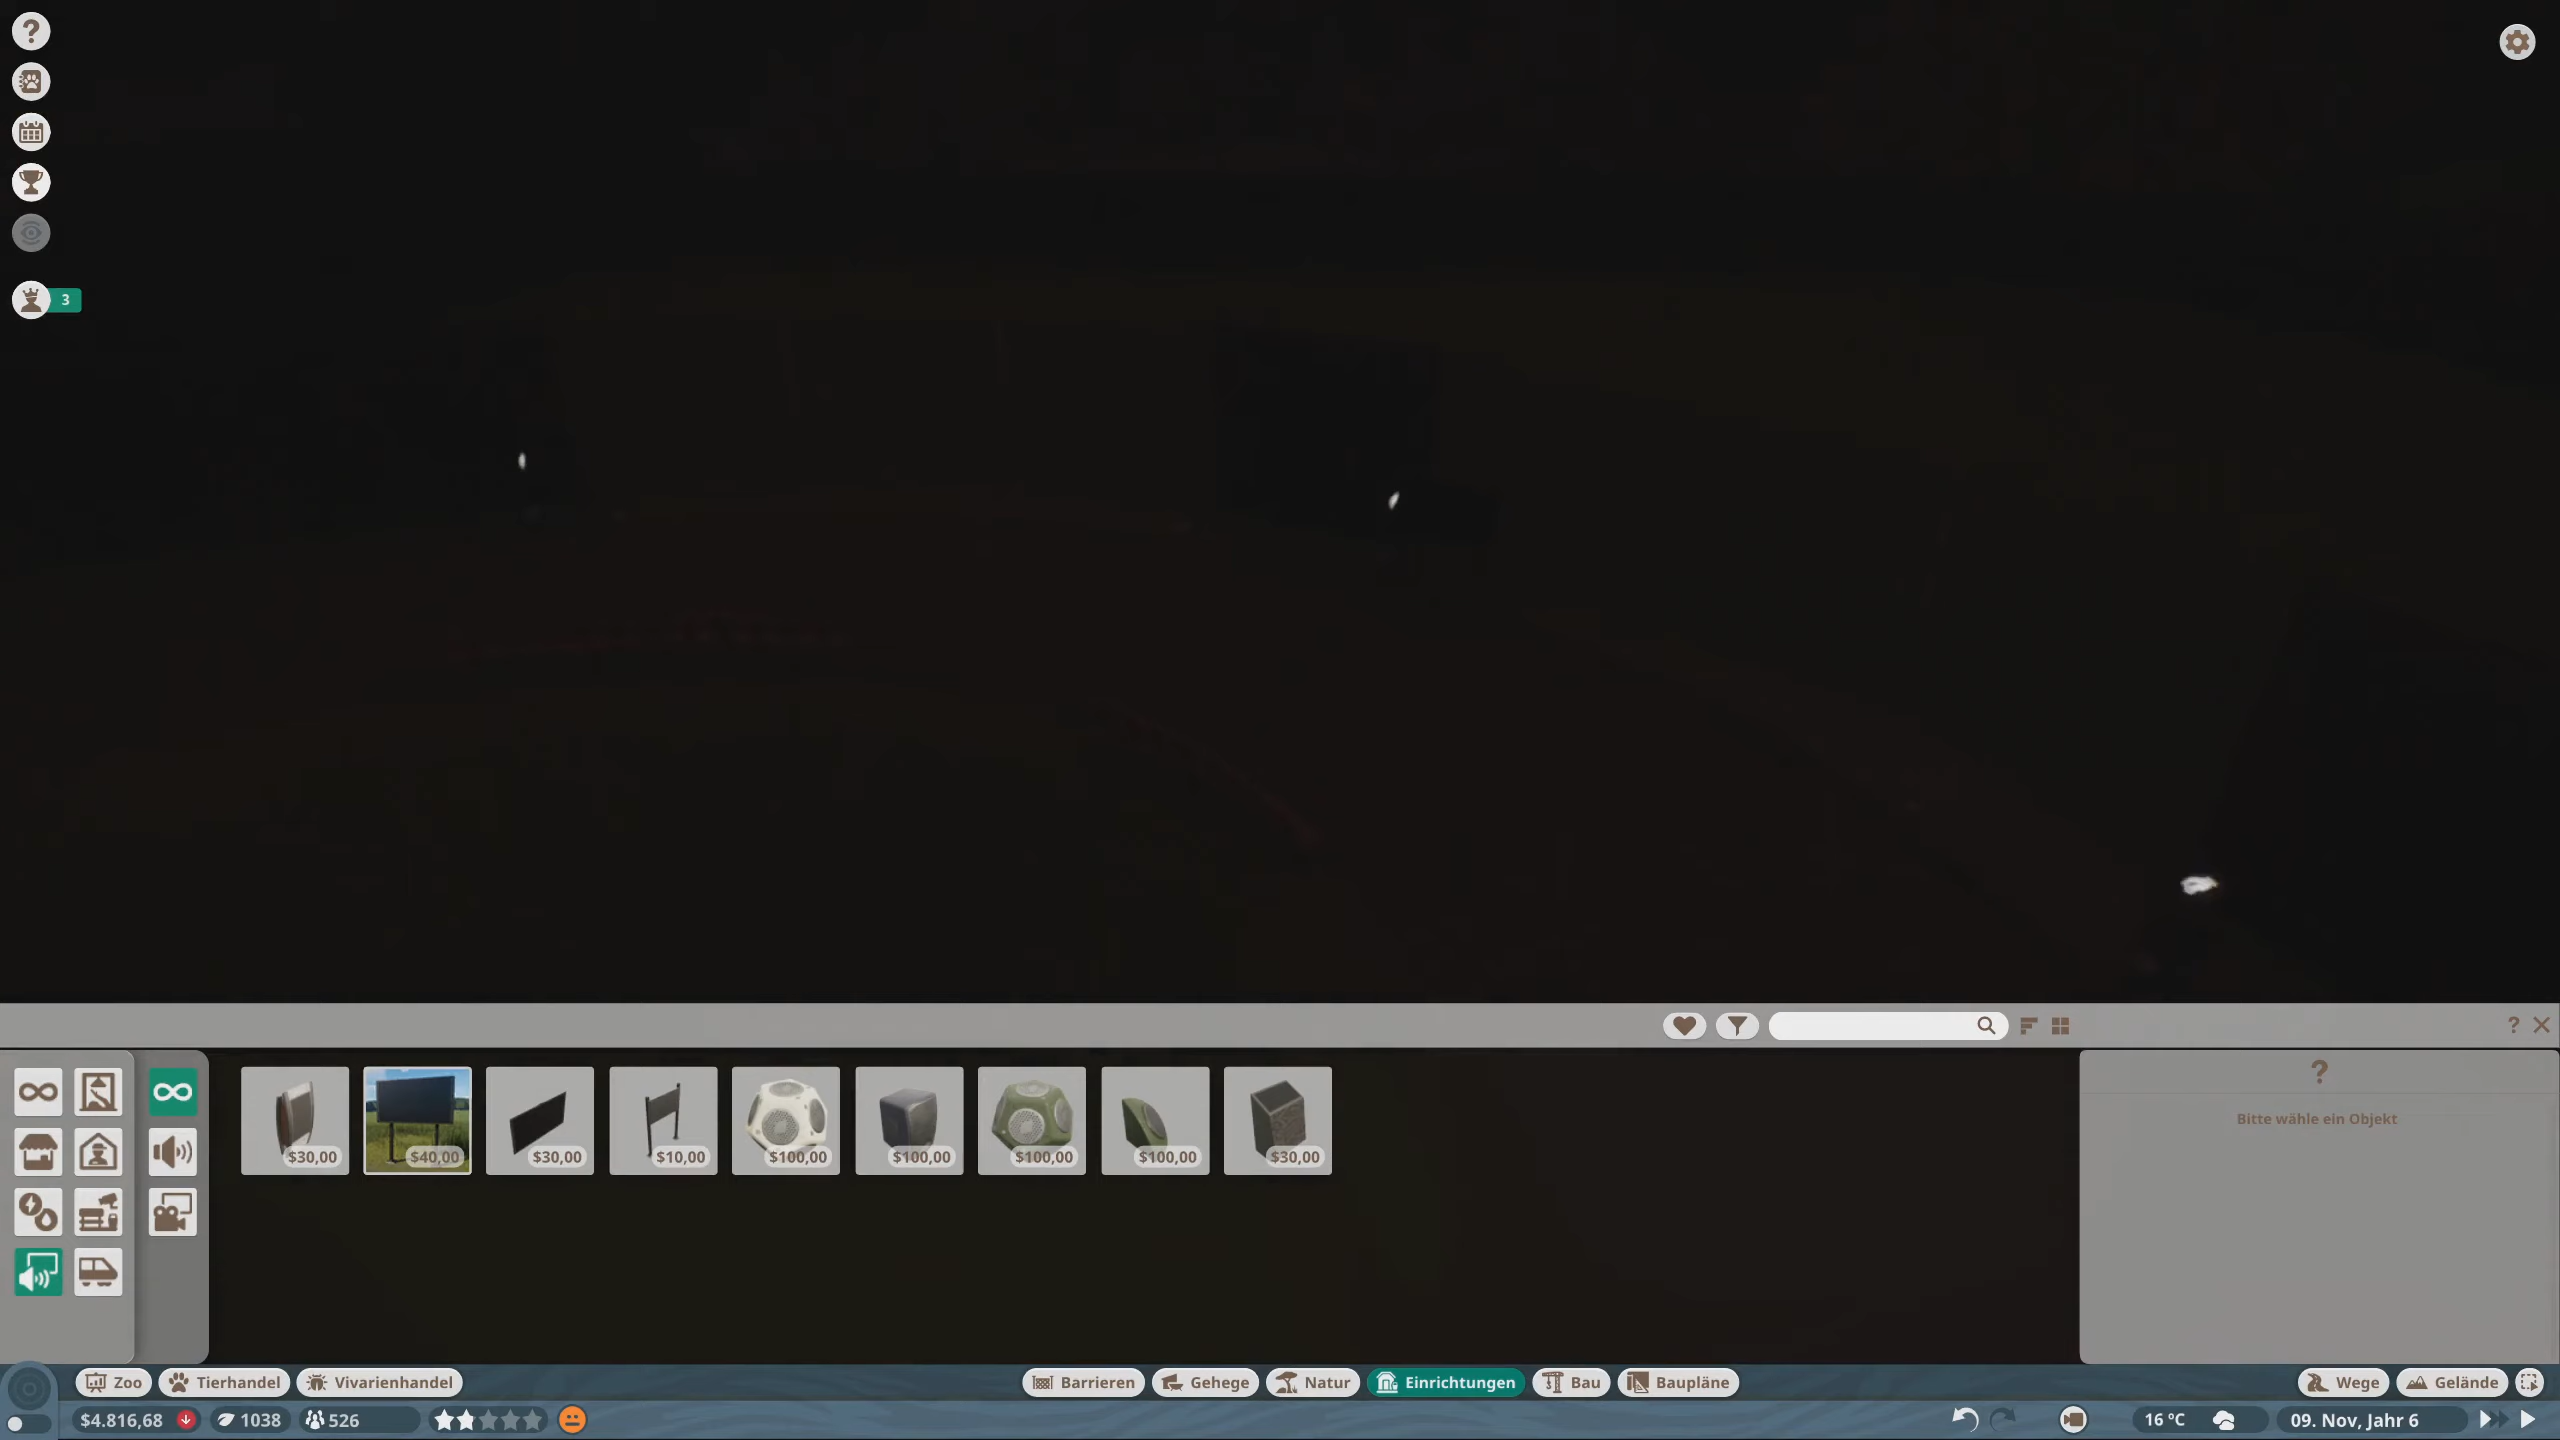 3
$30,00
$40,00
$30,00
$10,00
$100,00
$100,00
$100,00
$100,00
$30,00
Bitte wähle ein Objekt
Zoo
Tierhandel
Vivarienhandel
Barrieren
Gehege
Natur
Einrichtungen
Bau
Baupläne
Wege
Gelände
$4.816,68
1038
526
16 °C
09. Nov, Jahr 6